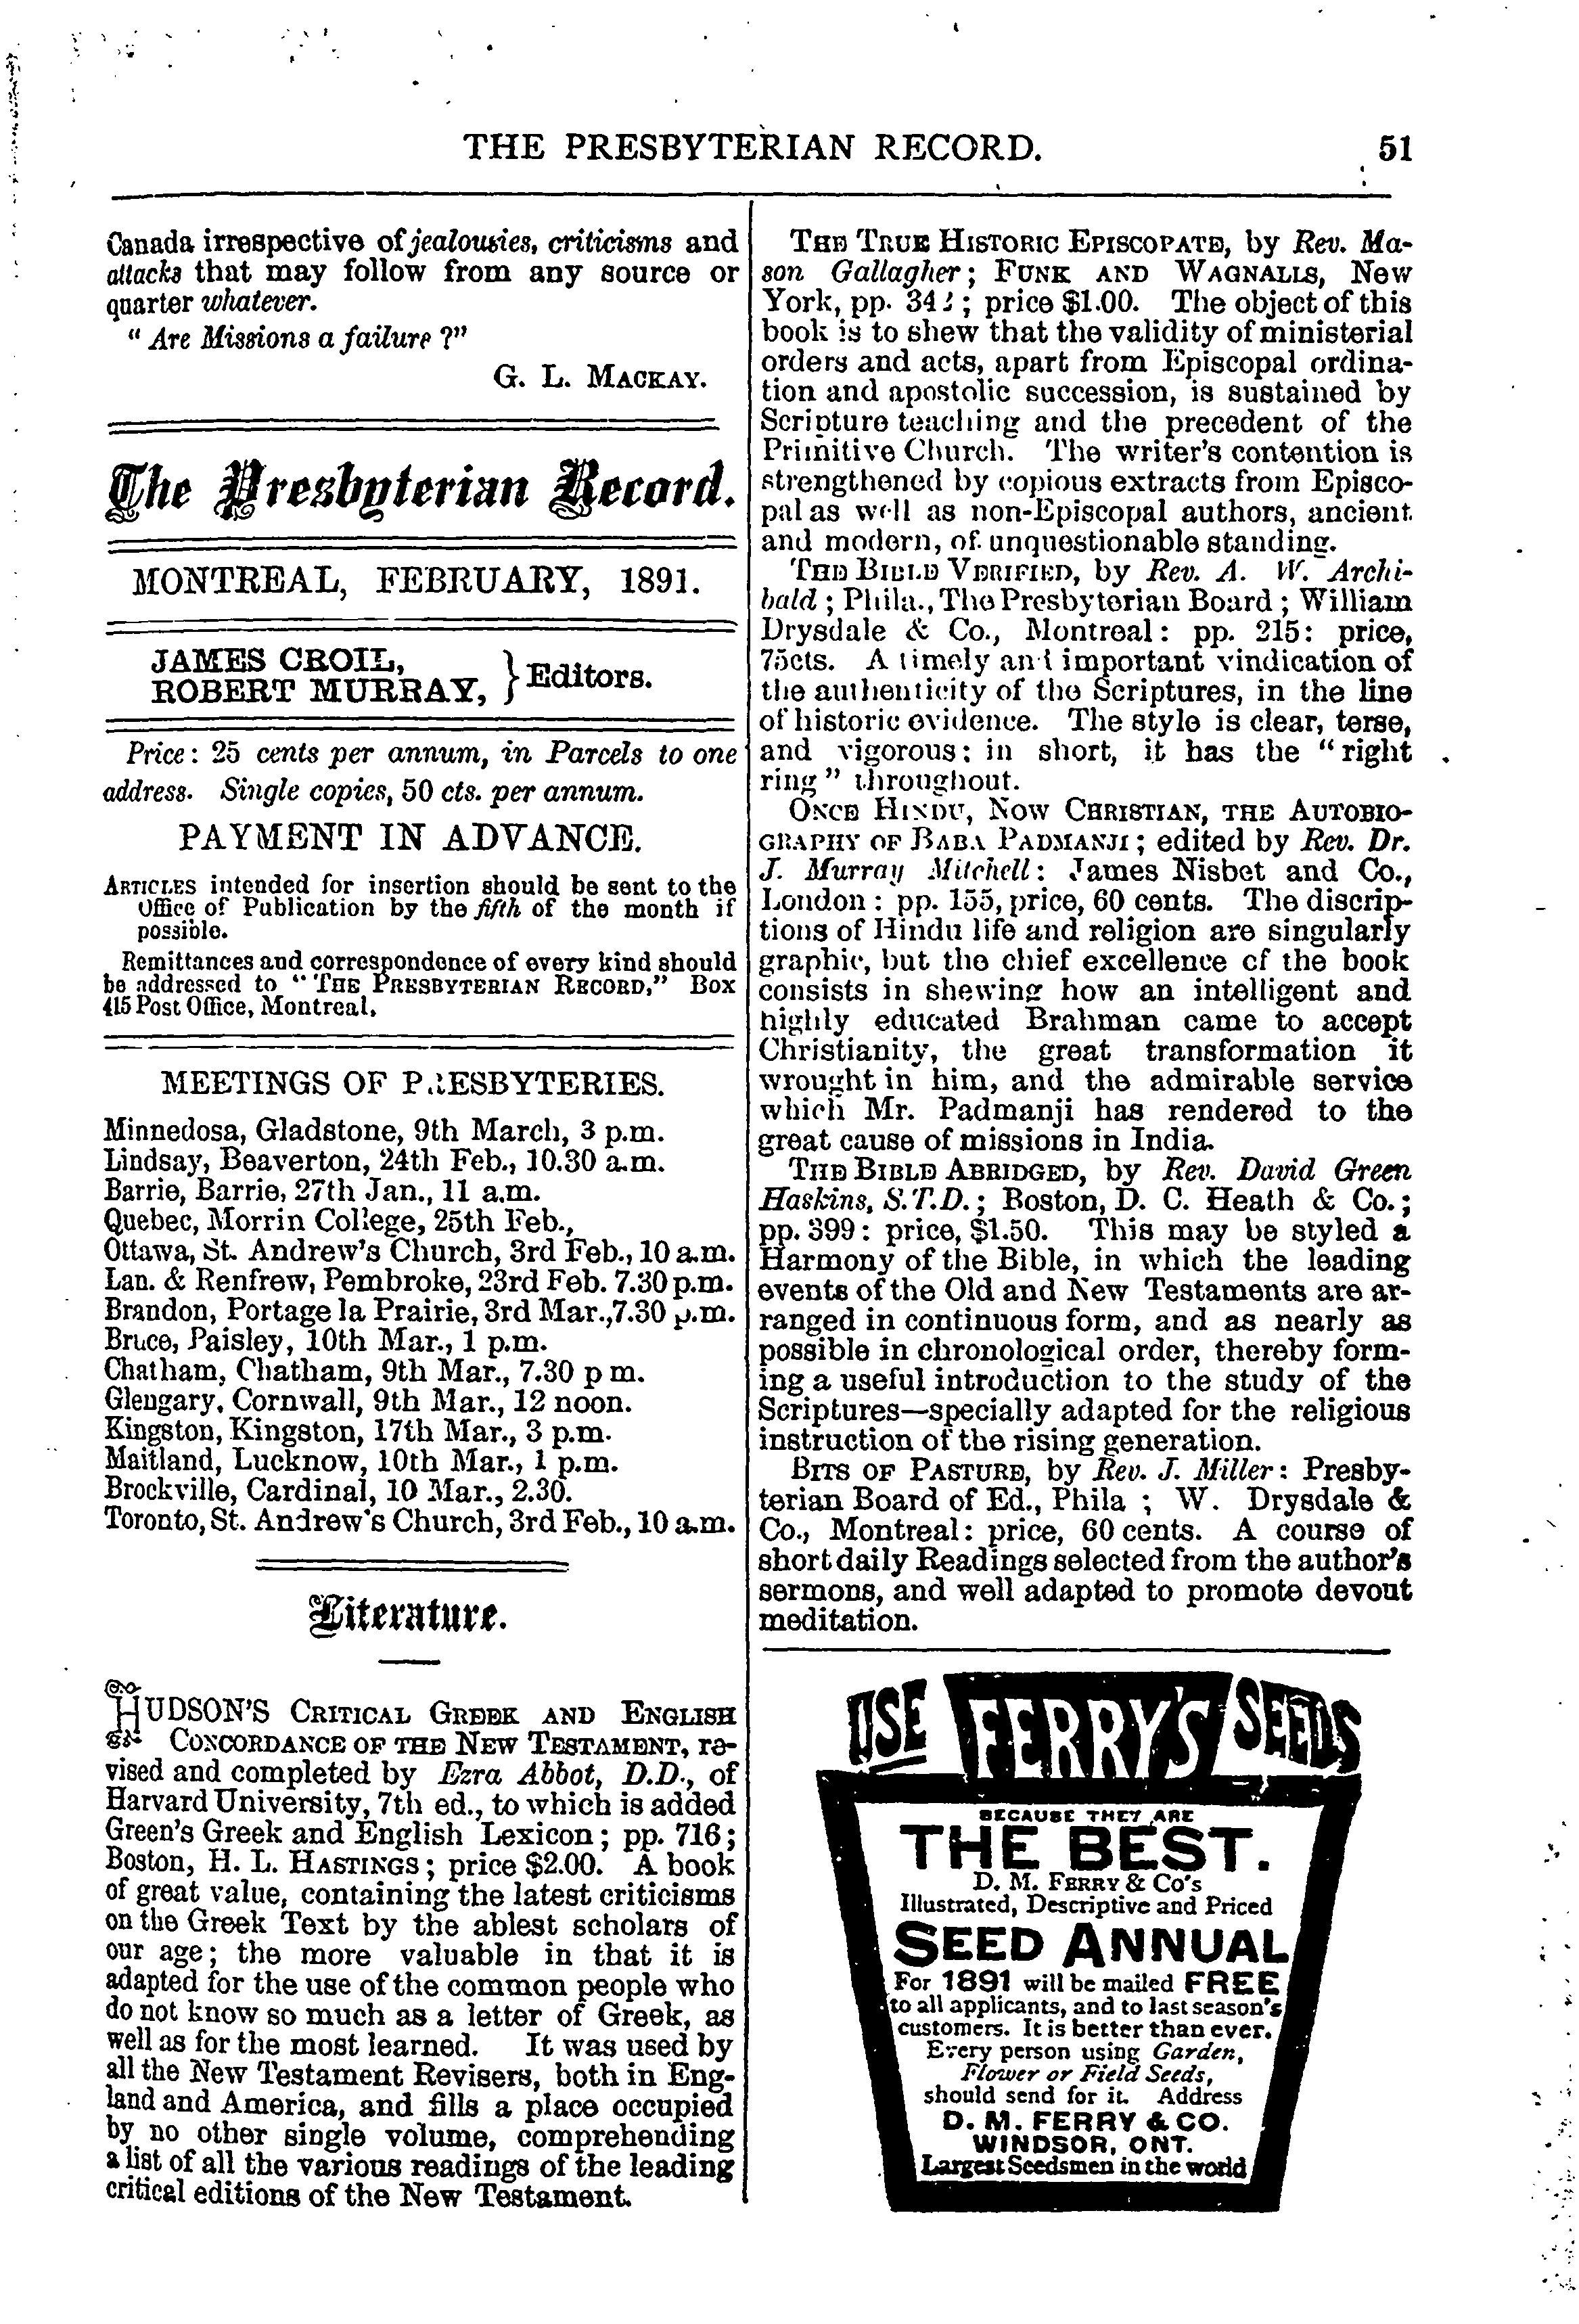 THE PRESBYTERIAN RECORD. 51
Canada irrespective of jealousies, criticisms and
attacks that may follow from any source or
quarter whatever.
"Are Missions a failure ?"
G. L. MACKAY.
The Presbyterian Record.
MONTREAL, FEBRUARY, 1891.
JAMES CROIL,
ROBERT MURRAY, } Editors.
Price: 25 cents per annum, in Parcels to one
address. Single copies, 50 cts. per annum.
PAYMENT IN ADVANCE.
ARTICLES intended for insertion should be sent to the
Office of Publication by the fifth of the month if
possible.
Remittances and correspondence of every kind should
be addressed to "THE PRESBYTERIAN RECORD," Box
415 Post Office, Montreal.
MEETINGS OF PRESBYTERIES.
Minnedosa, Gladstone, 9th March, 3 p.m.
Lindsay, Beaverton, 24th Feb., 10.30 a.m.
Barrie, Barrie, 27th Jan., 11 a.m.
Quebec, Morrin College, 25th Feb.,
Ottawa, St. Andrew's Church, 3rd Feb., 10 a.m.
Lan. & Renfrew, Pembroke, 23rd Feb. 7.30 p.m.
Brandon, Portage la Prairie, 3rd Mar., 7.30 p.m.
Bruce, Paisley, 10th Mar., 1 p.m.
Chatham, Chatham, 9th Mar., 7.30 p m.
Glengary, Cornwall, 9th Mar., 12 noon.
Kingston, Kingston, 17th Mar., 3 p.m.
Maitland, Lucknow, 10th Mar., 1 p.m.
Brockville, Cardinal, 10 Mar., 2.30.
Toronto, St. Andrew's Church, 3rd Feb., 10 a.m.
Literature.
HUDSON'S CRITICAL GREEK AND ENGLISH
CONCORDANCE OF THE NEW TESTAMENT, re-
vised and completed by Ezra Abbot, D.D., of
Harvard University, 7th ed., to which is added
Green's Greek and English Lexicon; pp. 716;
Boston, H. L. HASTINGS; price $2.00. A book
of great value, containing the latest criticisms
on the Greek Text by the ablest scholars of
our age; the more valuable in that it is
adapted for the use of the common people who
do not know so much as a letter of Greek, as
well as for the most learned. It was used by
all the New Testament Revisers, both in Eng-
land and America, and fills a place occupied
by no other single volume, comprehending
a list of all the various readings of the leading
critical editions of the New Testament.
THE TRUE HISTORIC EPISCOPATE, by Rev. Ma-
son Gallagher; FUNK AND WAGNALLS, New
York, pp. ; price $1.00. The object of this
book is to shew that the validity of ministerial
orders and acts, apart from Episcopal ordina-
tion and apostolic succession, is sustained by
Scripture teaching and the precedent of the
Primitive Church. The writer's contention is
strengthened by copious extracts from Episco-
pal as well as non-Episcopal authors, ancient
and modern, of unquestionable standing.
THE BIBLE VERIFIED, by Rev. A. W. Archi-
bald; Phila., The Presbyterian Board; William
Drysdale & Co., Montreal: pp. 215: price,
75cts. A timely and important vindication of
the authenticity of the Scriptures, in the line
of historic evidence. The style is clear, terse,
and vigorous: in short, it has the "right
ring" throughout.
ONCE HINDU, NOW CHRISTIAN, THE AUTOBIO-
GRAPHY OF BABA PADMANJI; edited by Rev. Dr.
J. Murray Mitchell: James Nisbet and Co.,
London: pp. 155, price, 60 cents. The discrip-
tions of Hindu life and religion are singularly
graphic, but the chief excellence of the book
consists in shewing how an intelligent and
highly educated Brahman came to accept
Christianity, the great transformation it
wrought in him, and the admirable service
which Mr. Padmanji has rendered to the
great cause of missions in India.
THE BIBLE ABRIDGED, by Rev. David Green
Haskins, S.T.D.; Boston, D. C. Heath & Co.;
pp. 399: price, $1.50. This may be styled a
Harmony of the Bible, in which the leading
events of the Old and New Testaments are ar-
ranged in continuous form, and as nearly as
possible in chronological order, thereby form-
ing a useful introduction to the study of the
Scriptures—specially adapted for the religious
instruction of the rising generation.
BITS OF PASTURE, by Rev. J. Miller: Presby-
terian Board of Ed., Phila ; W. Drysdale &
Co., Montreal: price, 60 cents. A course of
short daily Readings selected from the author's
sermons, and well adapted to promote devout
meditation.
USE FERRY'S SEEDS
BECAUSE THEY ARE
THE BEST.
D. M. FERRY & Co's
Illustrated, Descriptive and Priced
SEED ANNUAL
For 1891 will be mailed FREE
to all applicants, and to last season's
customers. It is better than ever.
Every person using Garden,
Flower or Field Seeds,
should send for it. Address
D. M. FERRY & CO.
WINDSOR, ONT.
Largest Seedsmen in the world